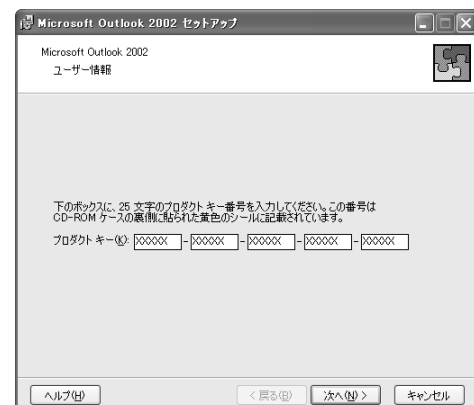 Microsoft Outlook 2002 セットアップ
Microsoft Outlook 2002
ユーザー情報
下のボックスに、25 文字のプロダクト キー番号を入力してください。この番号は
CD-ROM ケースの裏側に貼られた黄色のシールに記載されています。
プロダクト キー(K): XXXXX - XXXXX - XXXXX - XXXXX - XXXXX
ヘルプ(H) < 戻る(B) 次へ(N) > キャンセル